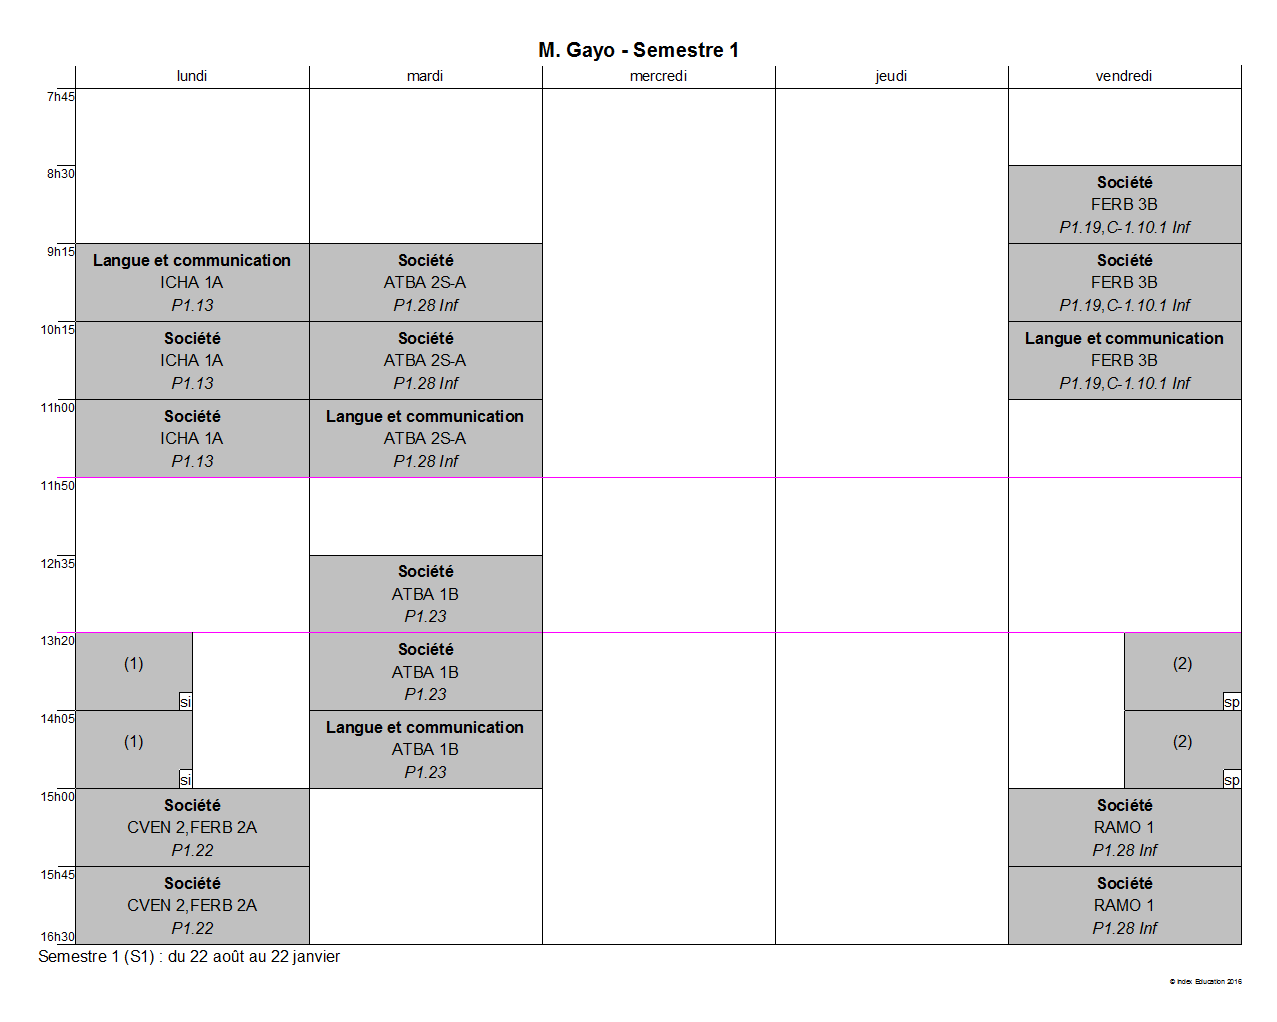 M. Gayo - Semestre 1
lundi mardi mercredi jeudi vendredi
7h45
8h30
Société
FERB 3B
P1.19,C-1.10.1 Inf
9h15
Langue et communication
ICHA 1A
P1.13
Société
ATBA 2S-A
P1.28 Inf
Société
FERB 3B
P1.19,C-1.10.1 Inf
10h15
Société
ICHA 1A
P1.13
Société
ATBA 2S-A
P1.28 Inf
Langue et communication
FERB 3B
P1.19,C-1.10.1 Inf
11h00
Société
ICHA 1A
P1.13
Langue et communication
ATBA 2S-A
P1.28 Inf
11h50
12h35
Société
ATBA 1B
P1.23
13h20
(1)
si
Société
ATBA 1B
P1.23
(2)
sp
14h05
(1)
si
Langue et communication
ATBA 1B
P1.23
(2)
sp
15h00
Société
CVEN 2,FERB 2A
P1.22
Société
RAMO 1
P1.28 Inf
15h45
Société
CVEN 2,FERB 2A
P1.22
Société
RAMO 1
P1.28 Inf
16h30
Semestre 1 (S1) : du 22 août au 22 janvier
© Index Education 2016